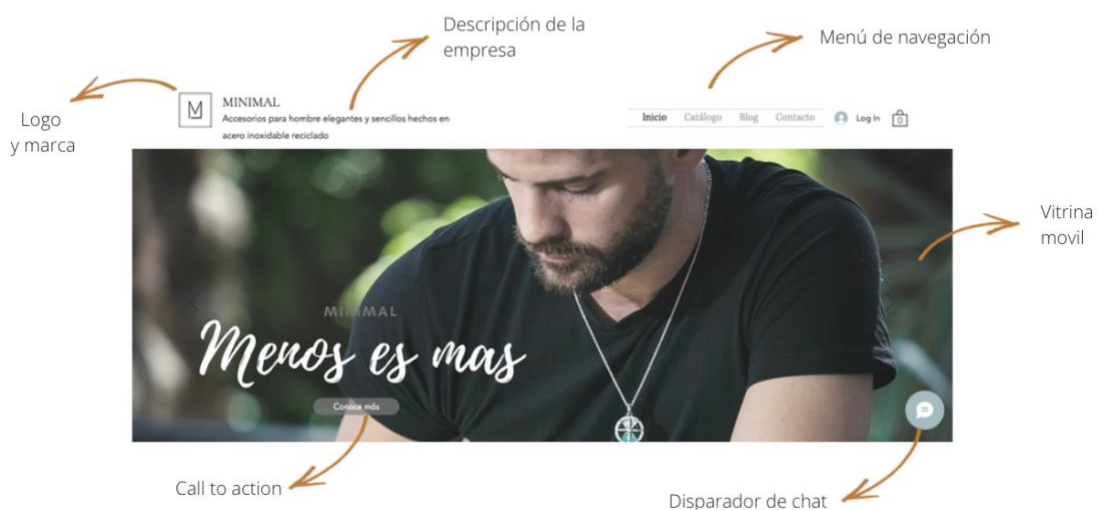 Descripción de la
empresa
Menú de navegación
Logo
y marca
M
MINIMAL
Accesorios para hombre elegantes y sencillos hechos en
acero inoxidable reciclado
Inicio Catálogo Blog Contacto Log In 0
Vitrina
movil
MINIMAL
Menos es mas
Conoce más
Call to action
Disparador de chat